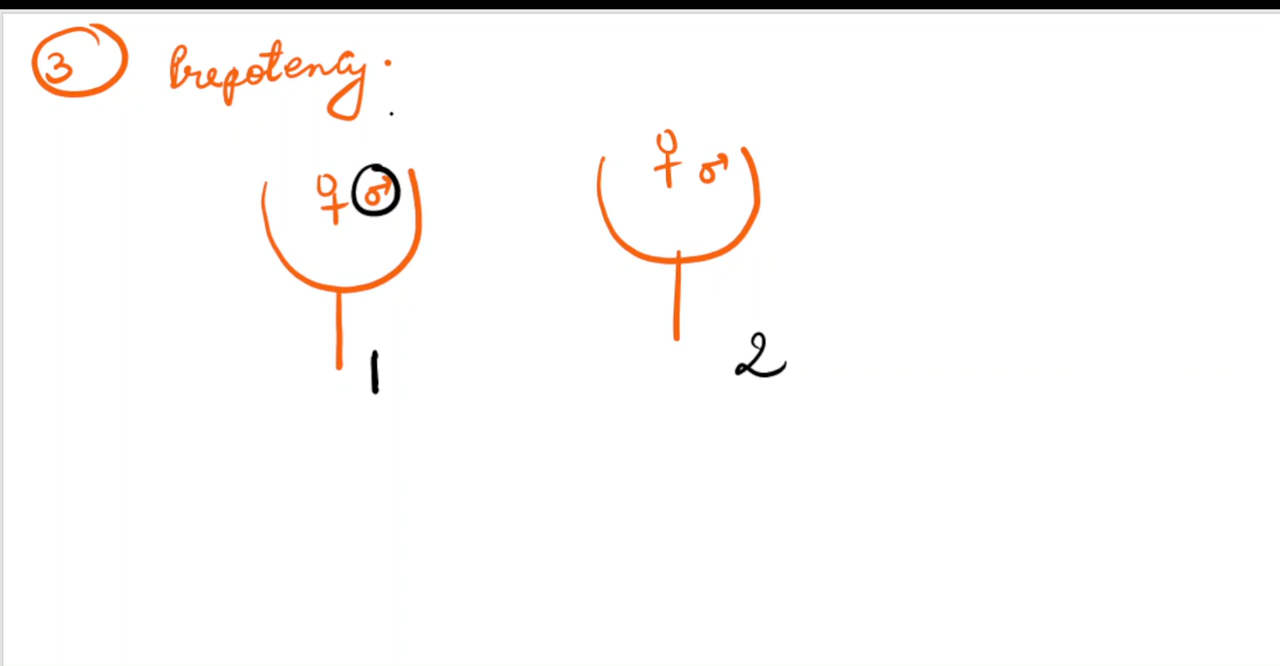 3 Prepotency.
♀ ♂ ♀ ♂
1 2